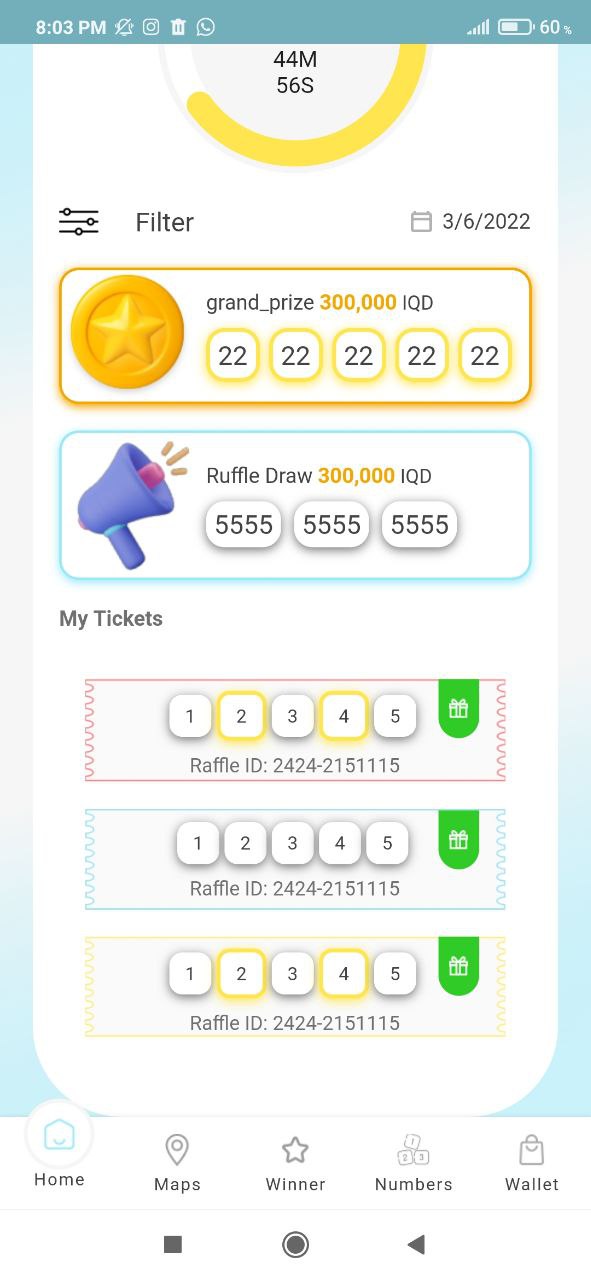 8:03 PM 60 %
44M
56S
Filter 3/6/2022
grand_prize 300,000 IQD
22 22 22 22 22
Ruffle Draw 300,000 IQD
5555 5555 5555
My Tickets
1 2 3 4 5
Raffle ID: 2424-2151115
1 2 3 4 5
Raffle ID: 2424-2151115
1 2 3 4 5
Raffle ID: 2424-2151115
1
2 3
Home Maps Winner Numbers Wallet